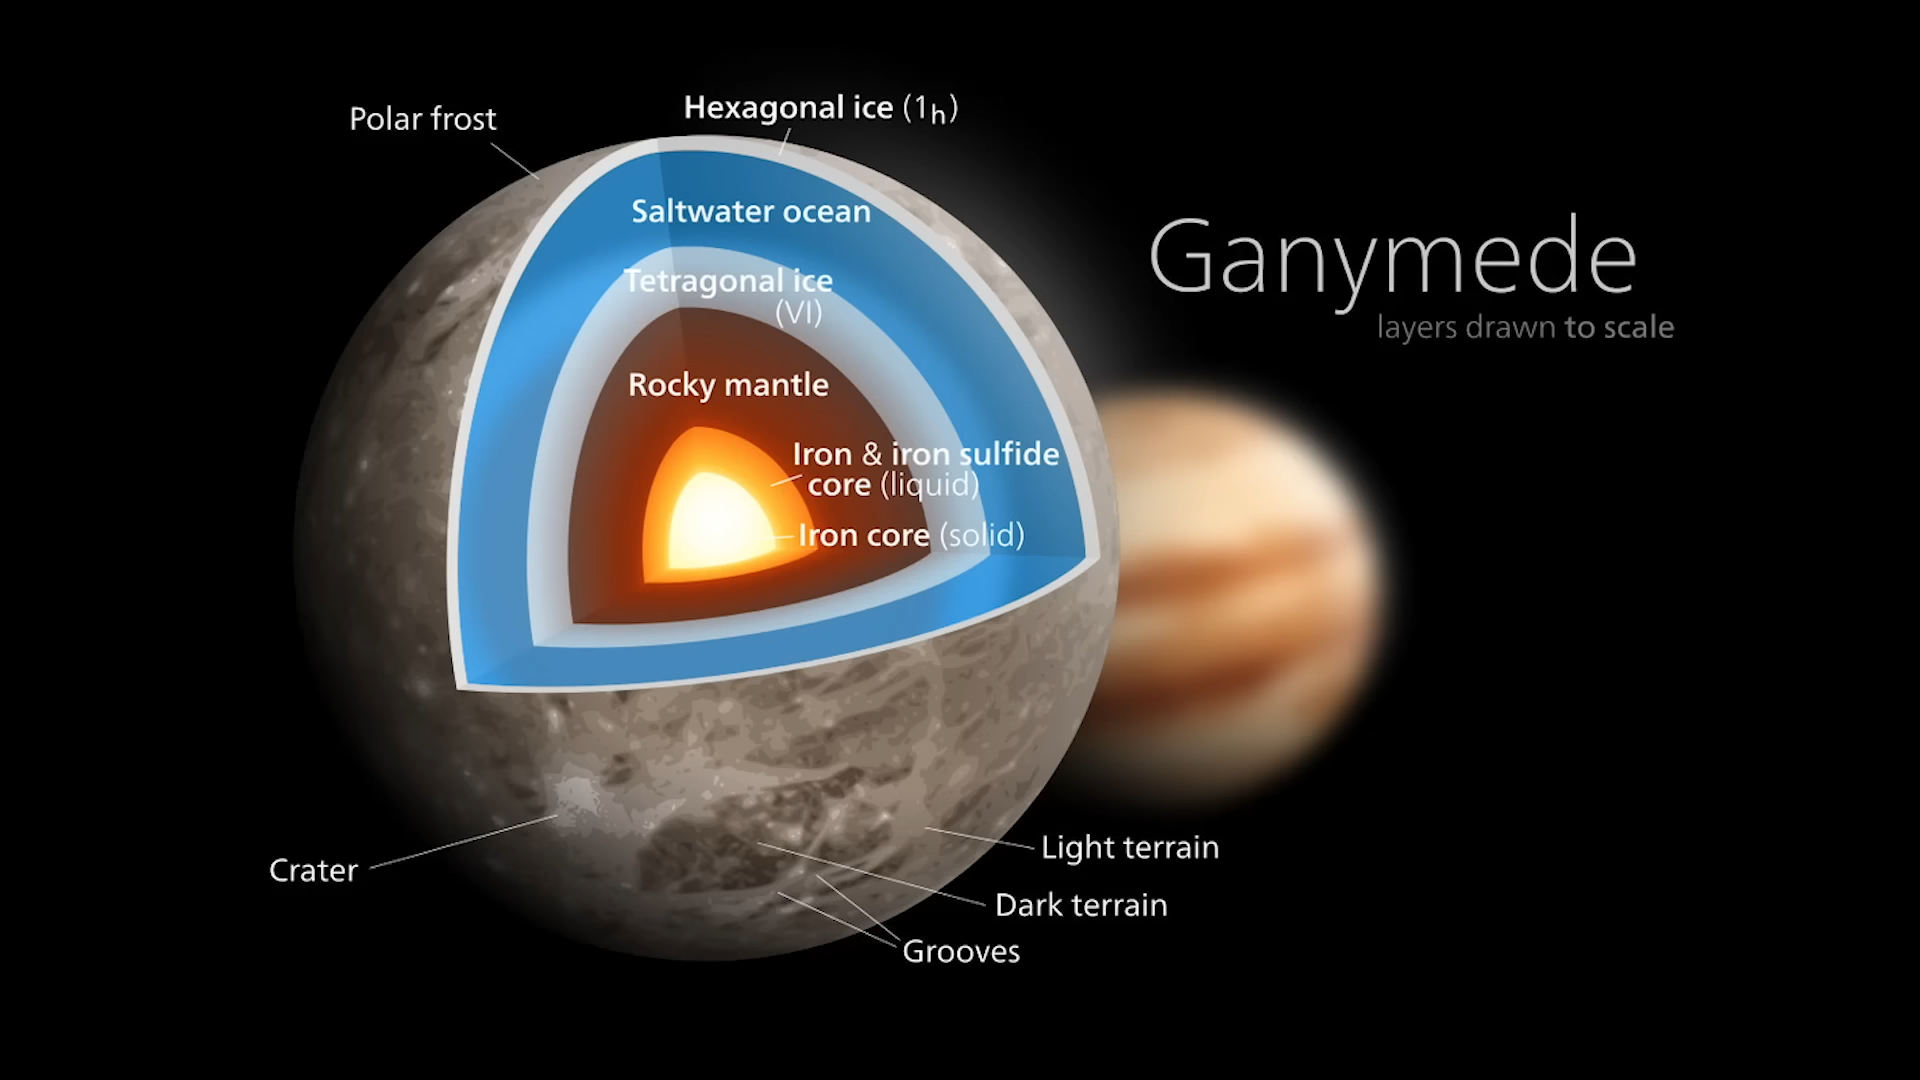 Polar frost
Hexagonal ice (1h)
Saltwater ocean
Tetragonal ice
(VI)
Rocky mantle
Iron & iron sulfide
core (liquid)
Iron core (solid)
Ganymede
layers drawn to scale
Crater
Light terrain
Dark terrain
Grooves